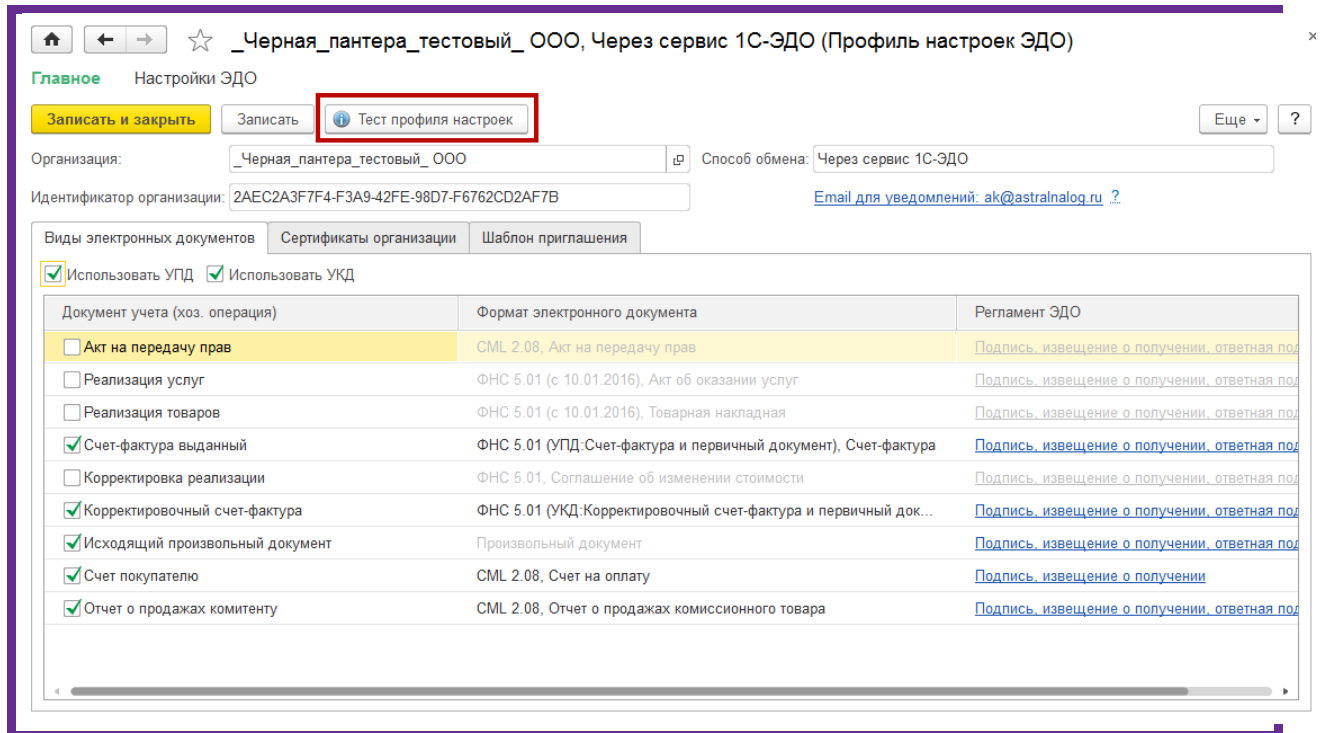 _Черная_пантера_тестовый_ ООО, Через сервис 1С-ЭДО (Профиль настроек ЭДО)
Главное Настройки ЭДО
Записать и закрыть Записать Тест профиля настроек Еще ?
Организация: _Черная_пантера_тестовый_ ООО Способ обмена: Через сервис 1С-ЭДО
Идентификатор организации: 2AEC2A3F7F4-F3A9-42FE-98D7-F6762CD2AF7B Email для уведомлений: ak@astralnalog.ru ?
Виды электронных документов Сертификаты организации Шаблон приглашения
Использовать УПД Использовать УКД
Документ учета (хоз. операция) Формат электронного документа Регламент ЭДО
Акт на передачу прав CML 2.08, Акт на передачу прав Подпись, извещение о получении, ответная под
Реализация услуг ФНС 5.01 (с 10.01.2016), Акт об оказании услуг Подпись, извещение о получении, ответная под
Реализация товаров ФНС 5.01 (с 10.01.2016), Товарная накладная Подпись, извещение о получении, ответная под
Счет-фактура выданный ФНС 5.01 (УПД:Счет-фактура и первичный документ), Счет-фактура Подпись, извещение о получении, ответная под
Корректировка реализации ФНС 5.01, Соглашение об изменении стоимости Подпись, извещение о получении, ответная под
Корректировочный счет-фактура ФНС 5.01 (УКД:Корректировочный счет-фактура и первичный док... Подпись, извещение о получении, ответная под
Исходящий произвольный документ Произвольный документ Подпись, извещение о получении, ответная под
Счет покупателю CML 2.08, Счет на оплату Подпись, извещение о получении
Отчет о продажах комитенту CML 2.08, Отчет о продажах комиссионного товара Подпись, извещение о получении, ответная под